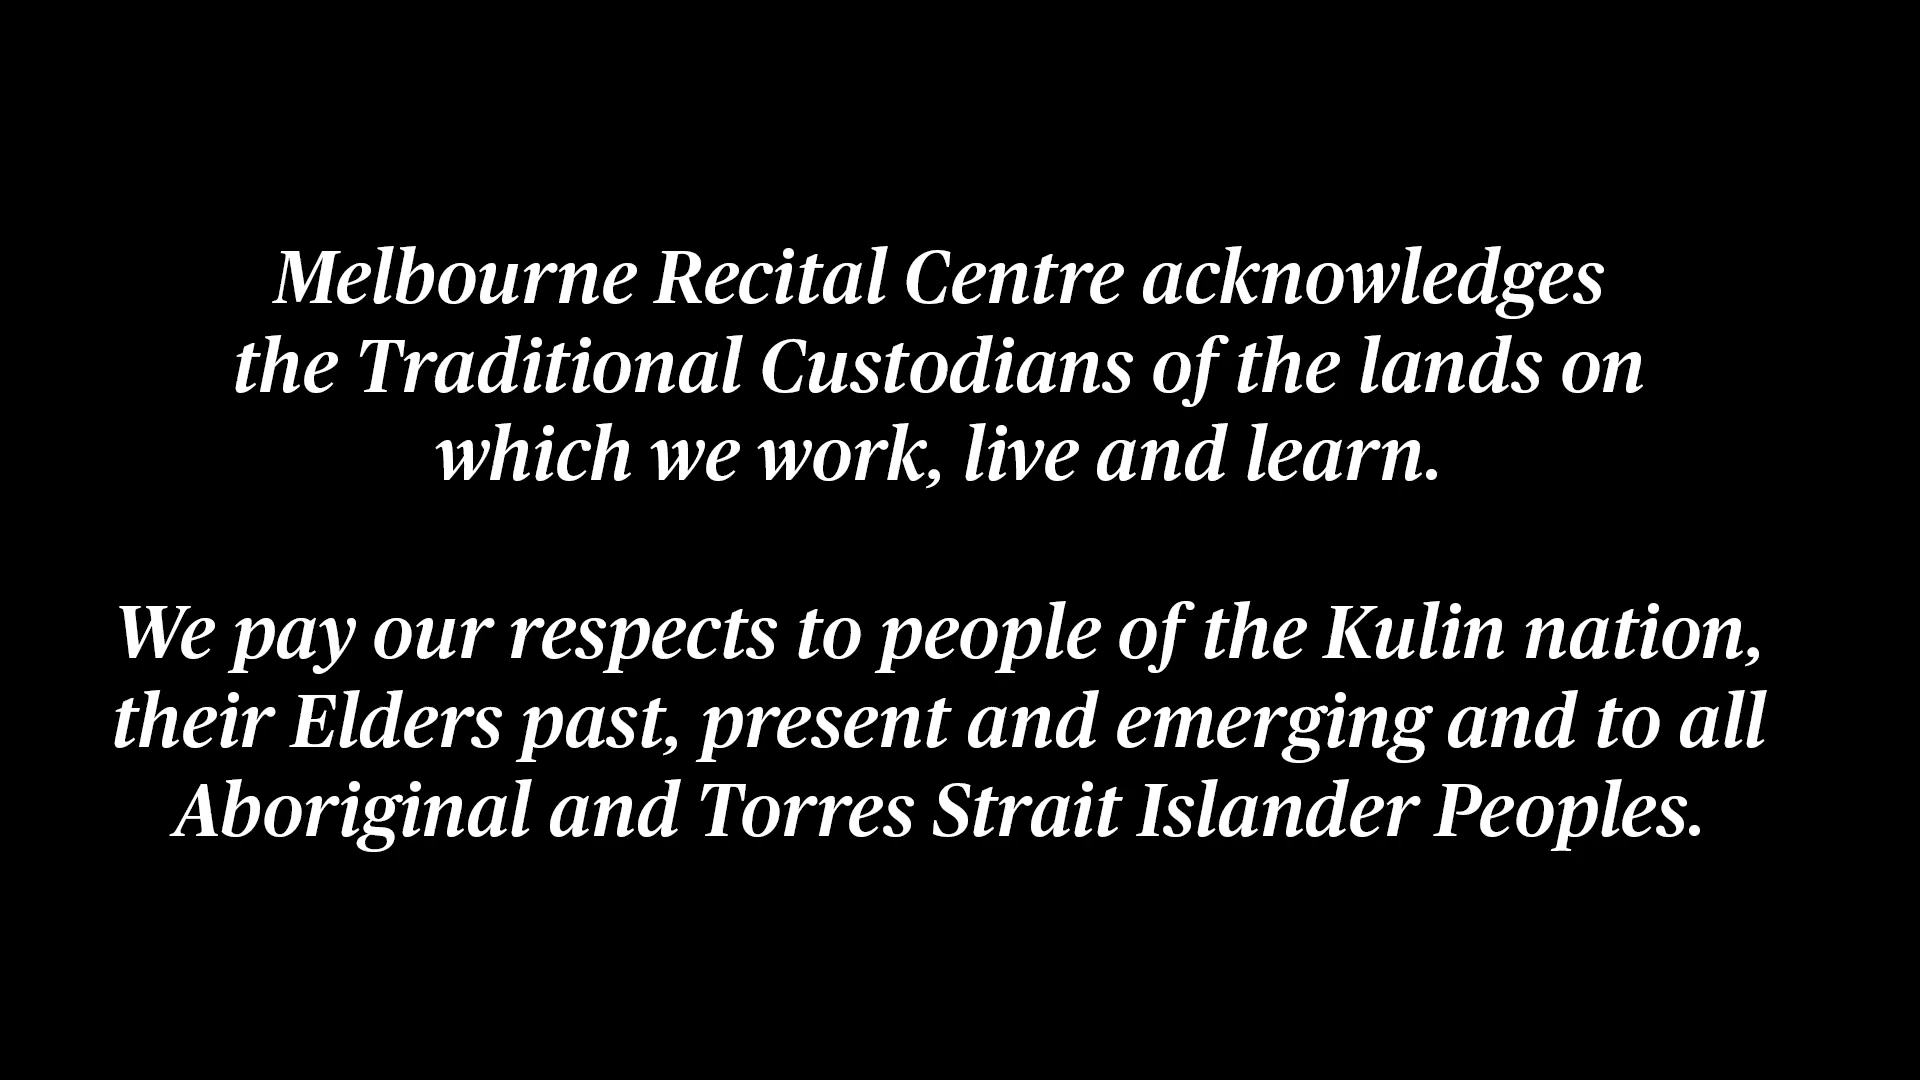 Melbourne Recital Centre acknowledges
the Traditional Custodians of the lands on
which we work, live and learn.
We pay our respects to people of the Kulin nation,
their Elders past, present and emerging and to all
Aboriginal and Torres Strait Islander Peoples.